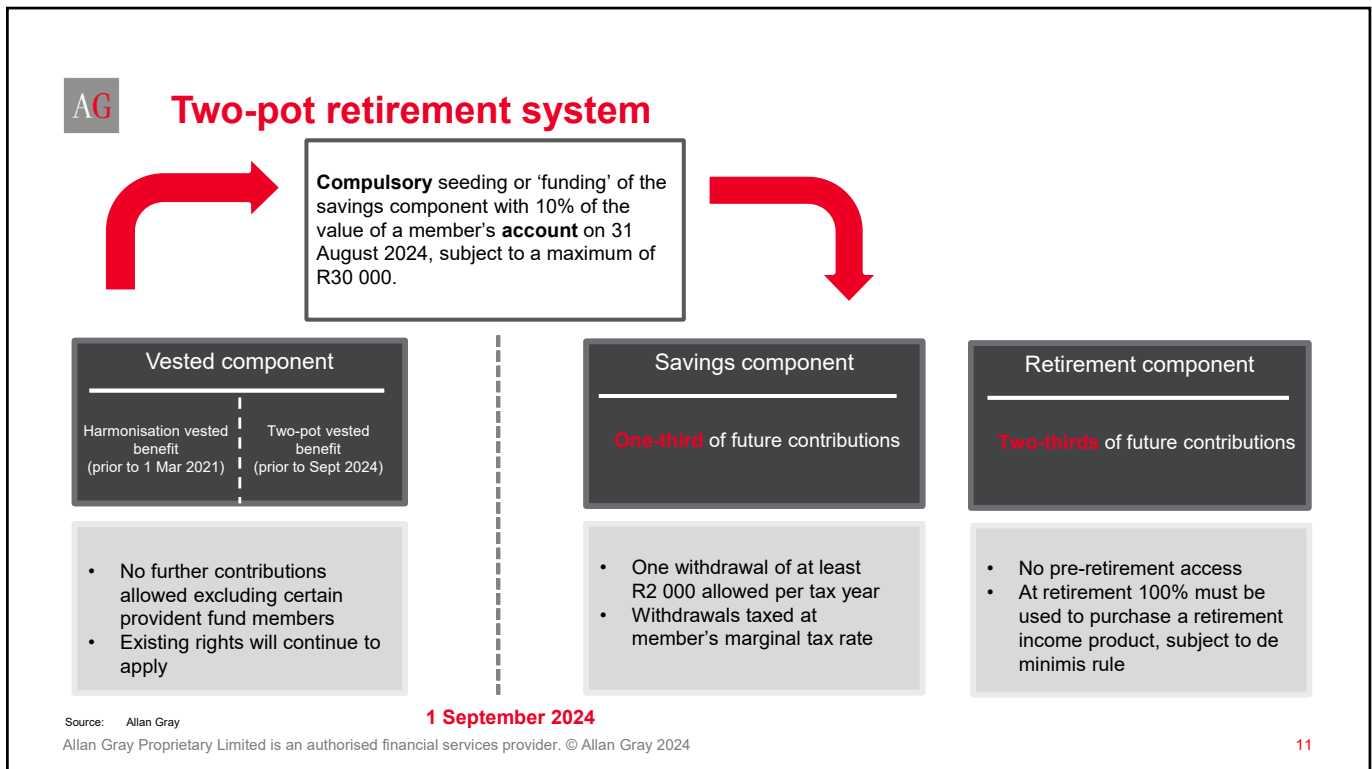 AG
Two-pot retirement system
Compulsory seeding or ‘funding’ of the
savings component with 10% of the
value of a member’s account on 31
August 2024, subject to a maximum of
R30 000.
Vested component
Harmonisation vested
benefit
(prior to 1 Mar 2021)
Two-pot vested
benefit
(prior to Sept 2024)
• No further contributions
allowed excluding certain
provident fund members
• Existing rights will continue to
apply
Savings component
One-third of future contributions
• One withdrawal of at least
R2 000 allowed per tax year
• Withdrawals taxed at
member’s marginal tax rate
Retirement component
Two-thirds of future contributions
• No pre-retirement access
• At retirement 100% must be
used to purchase a retirement
income product, subject to de
minimis rule
1 September 2024
Source: Allan Gray
Allan Gray Proprietary Limited is an authorised financial services provider. © Allan Gray 2024
11